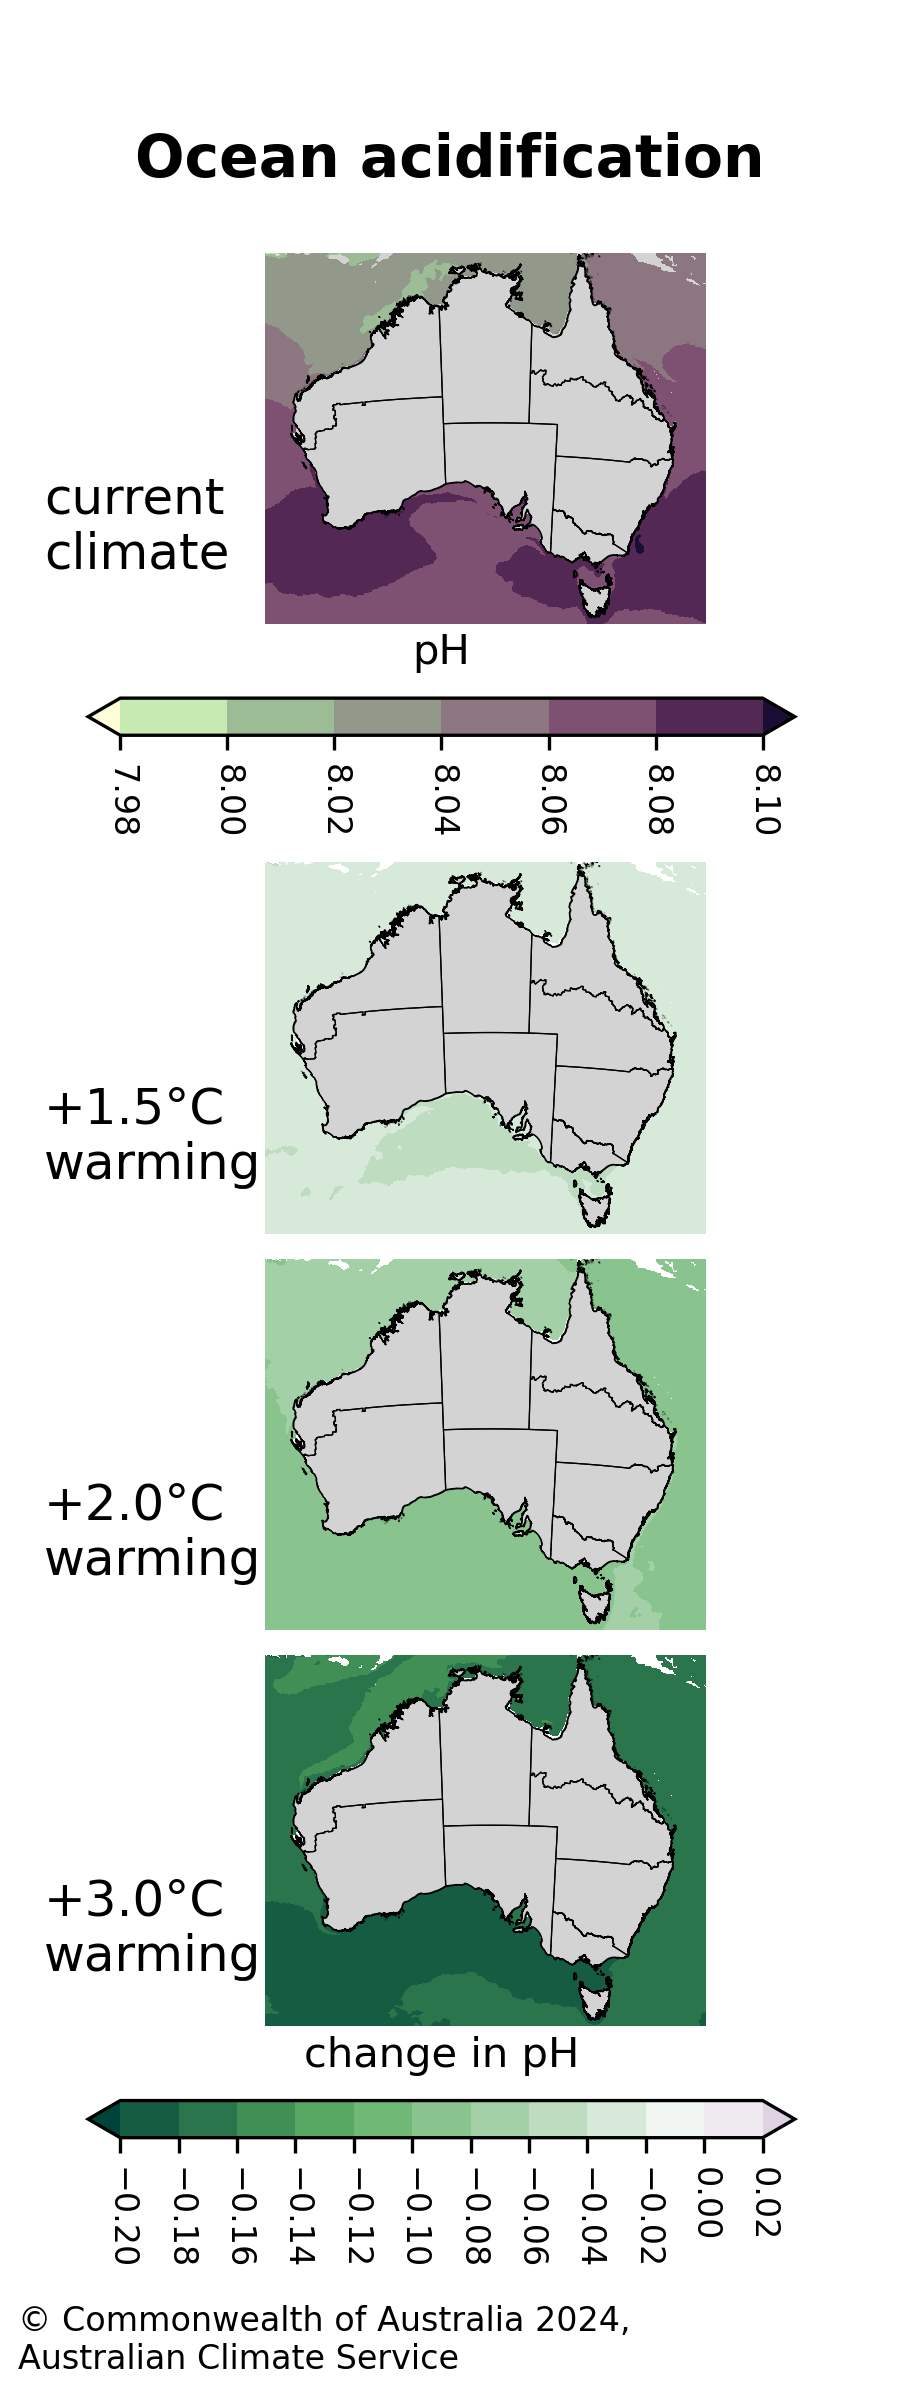 Ocean acidification
current
climate
pH
7.98 8.00 8.02 8.04 8.06 8.08 8.10
+1.5°C
warming
+2.0°C
warming
+3.0°C
warming
change in pH
−0.20 −0.18 −0.16 −0.14 −0.12 −0.10 −0.08 −0.06 −0.04 −0.02 0.00 0.02
© Commonwealth of Australia 2024,
Australian Climate Service